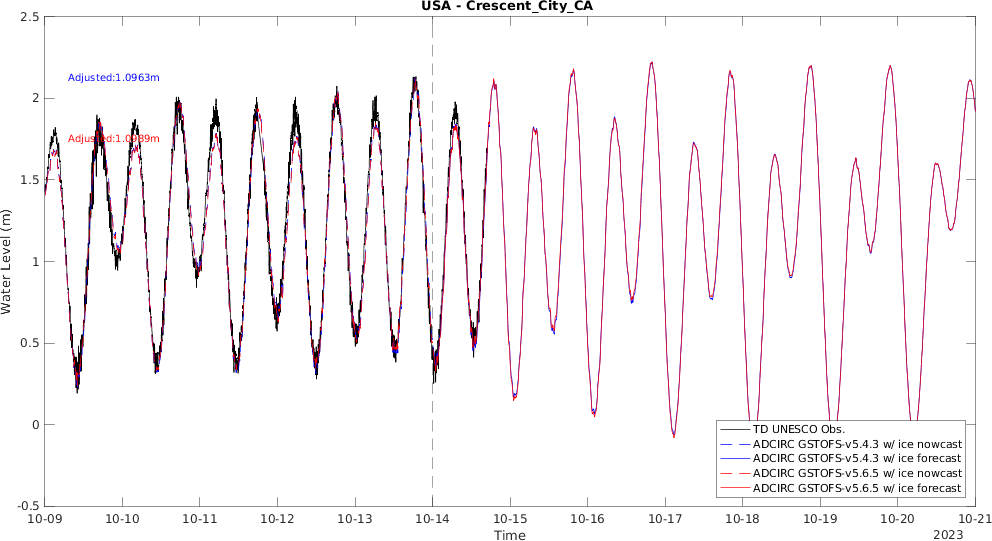 USA - Crescent_City_CA
2.5
2
1.5
1
0.5
0
-0.5
Water Level (m)
Adjusted:1.0963m
Adjusted:1.0989m
TD UNESCO Obs.
ADCIRC GSTOFS-v5.4.3 w/ ice nowcast
ADCIRC GSTOFS-v5.4.3 w/ ice forecast
ADCIRC GSTOFS-v5.6.5 w/ ice nowcast
ADCIRC GSTOFS-v5.6.5 w/ ice forecast
10-09 10-10 10-11 10-12 10-13 10-14 10-15 10-16 10-17 10-18 10-19 10-20 10-21
Time
2023